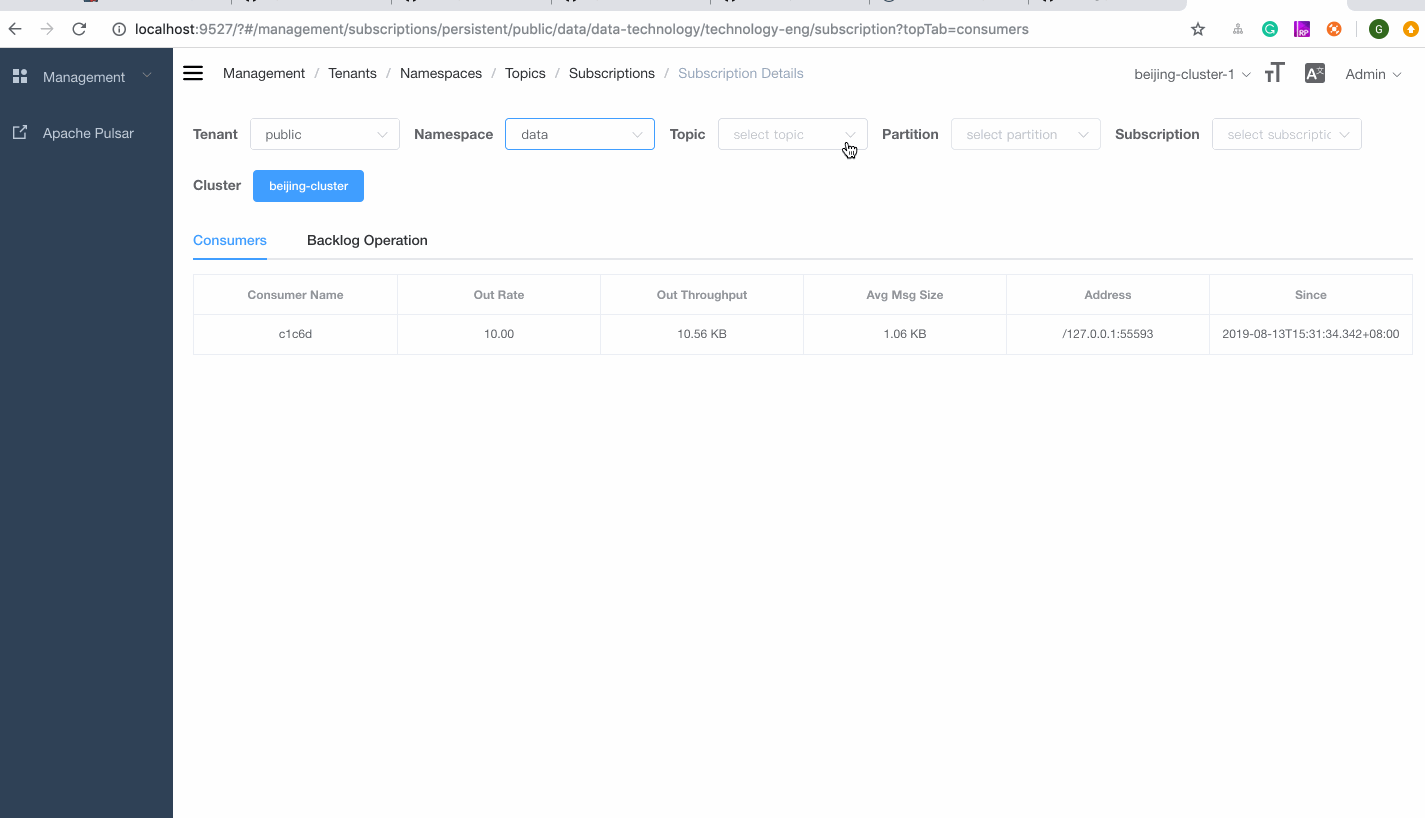 localhost:9527/?#/management/subscriptions/persistent/public/data/data-technology/technology-eng/subscription?topTab=consumers
RP
G
Management
Apache Pulsar
Management / Tenants / Namespaces / Topics / Subscriptions / Subscription Details
beijing-cluster-1
A文
Admin
Tenant public Namespace data Topic select topic Partition select partition Subscription select subscriptic
Cluster beijing-cluster
Consumers Backlog Operation
Consumer Name Out Rate Out Throughput Avg Msg Size Address Since
c1c6d 10.00 10.56 KB 1.06 KB /127.0.0.1:55593 2019-08-13T15:31:34.342+08:00